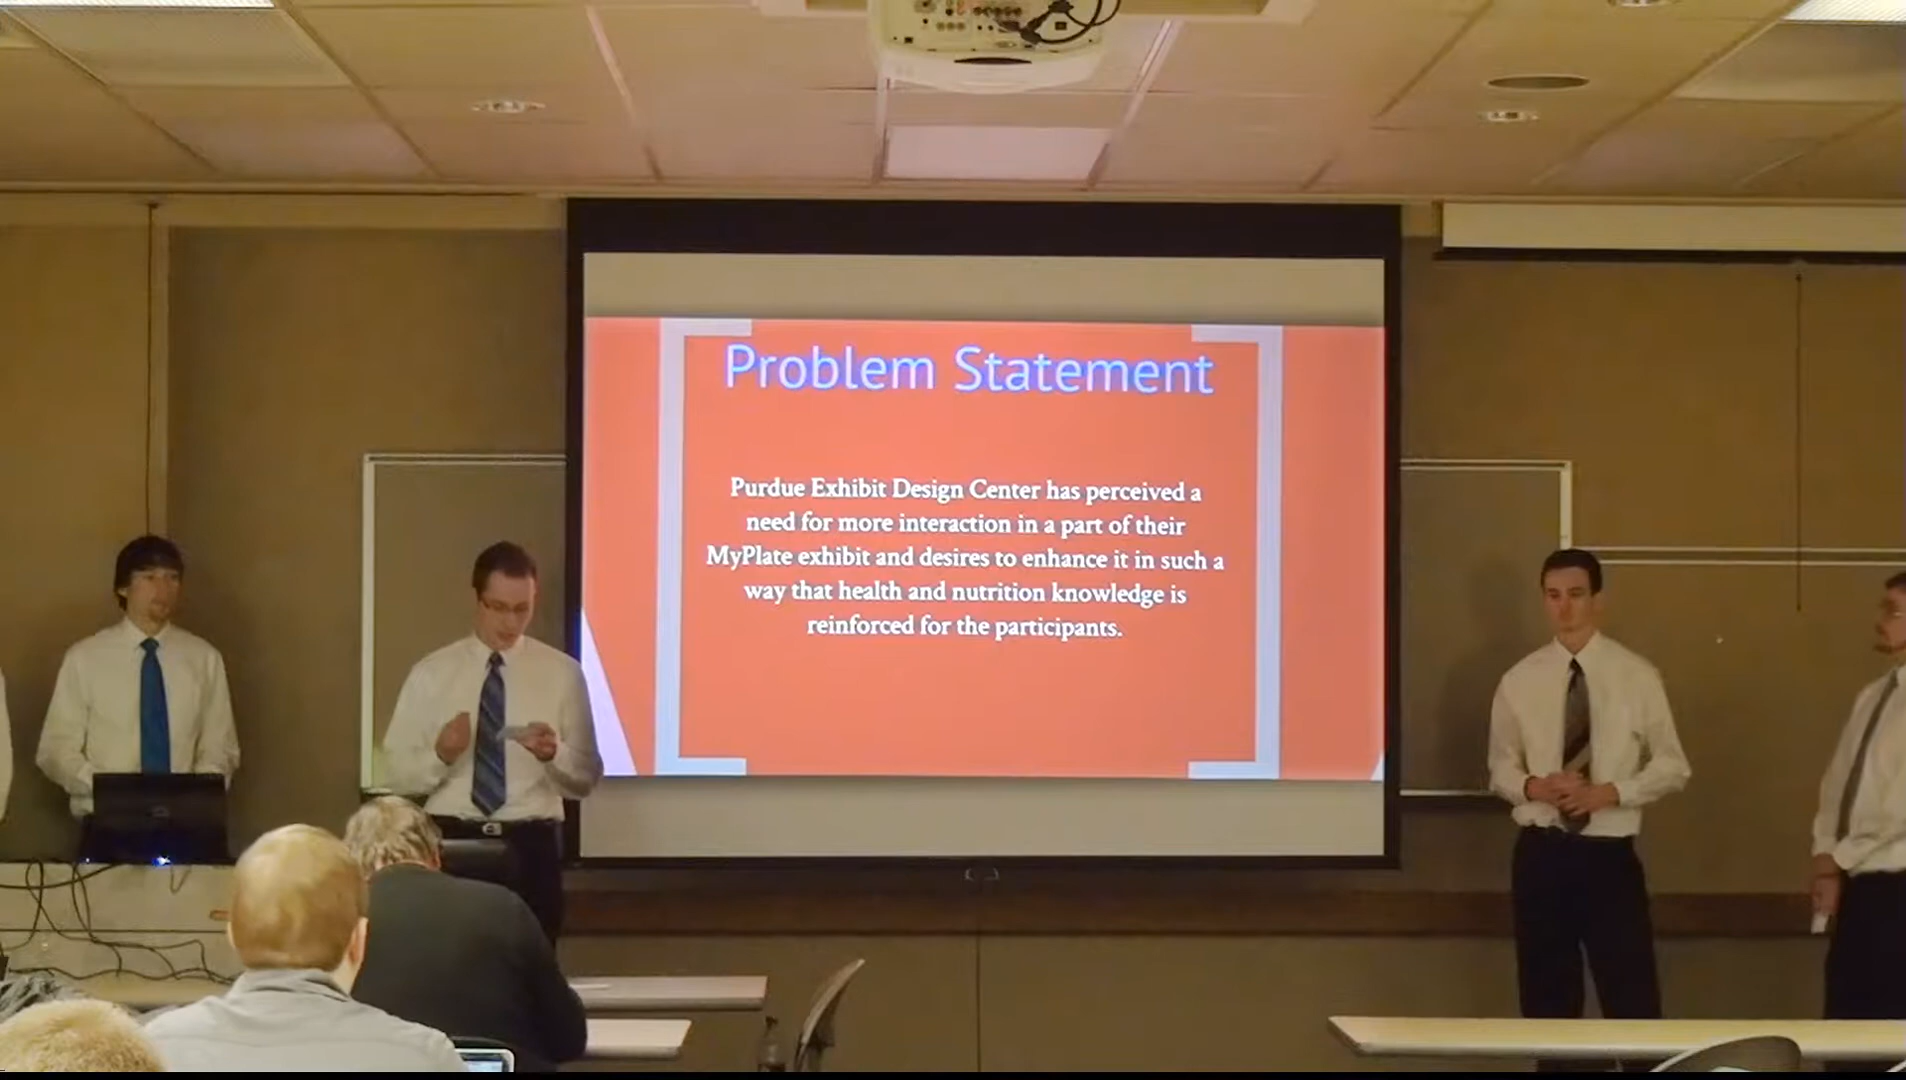 Problem Statement
Purdue Exhibit Design Center has perceived a
need for more interaction in a part of their
MyPlate exhibit and desires to enhance it in such a
way that health and nutrition knowledge is
reinforced for the participants.